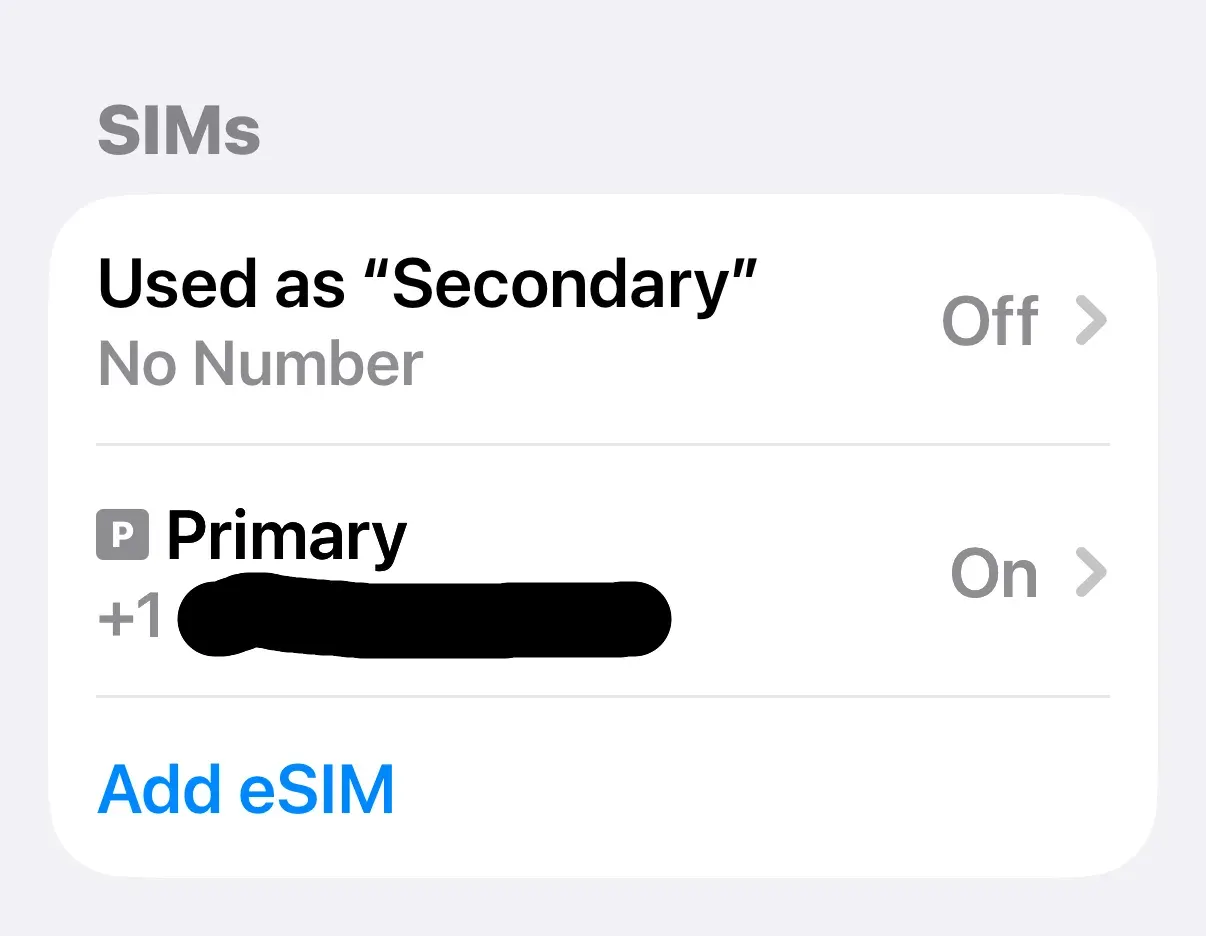 SIMs
Used as “Secondary”
Off
No Number
P Primary
On
+1
Add eSIM